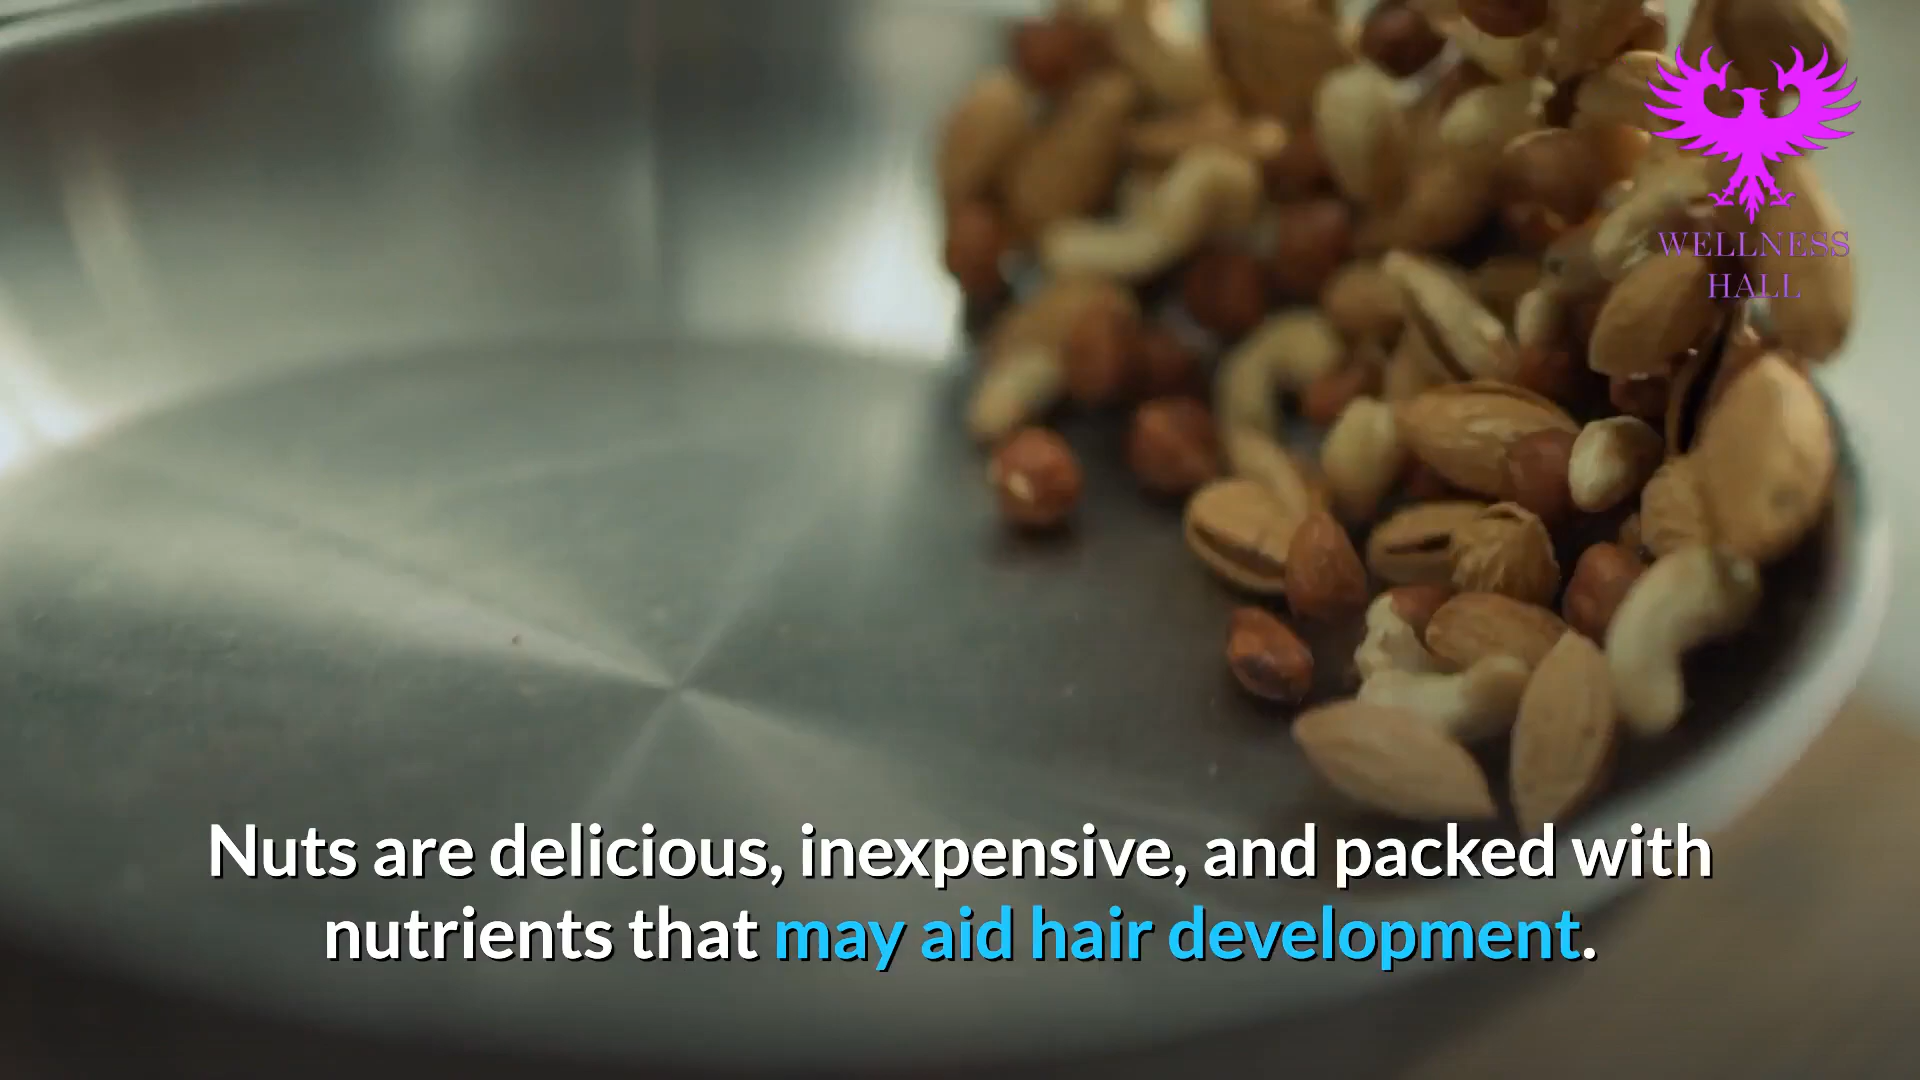 WELLNESS
HALL
Nuts are delicious, inexpensive, and packed with
nutrients that may aid hair development.